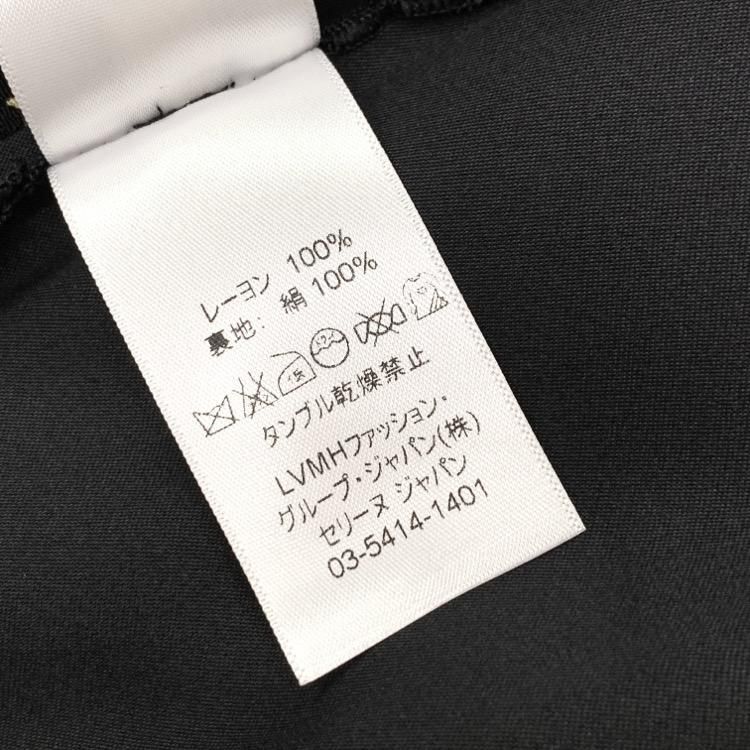 レーヨン 100%
裏地: 絹 100%
タンブル乾燥禁止
LVMHファッション・
グループ・ジャパン(株)
セリーヌ ジャパン
03-5414-1401